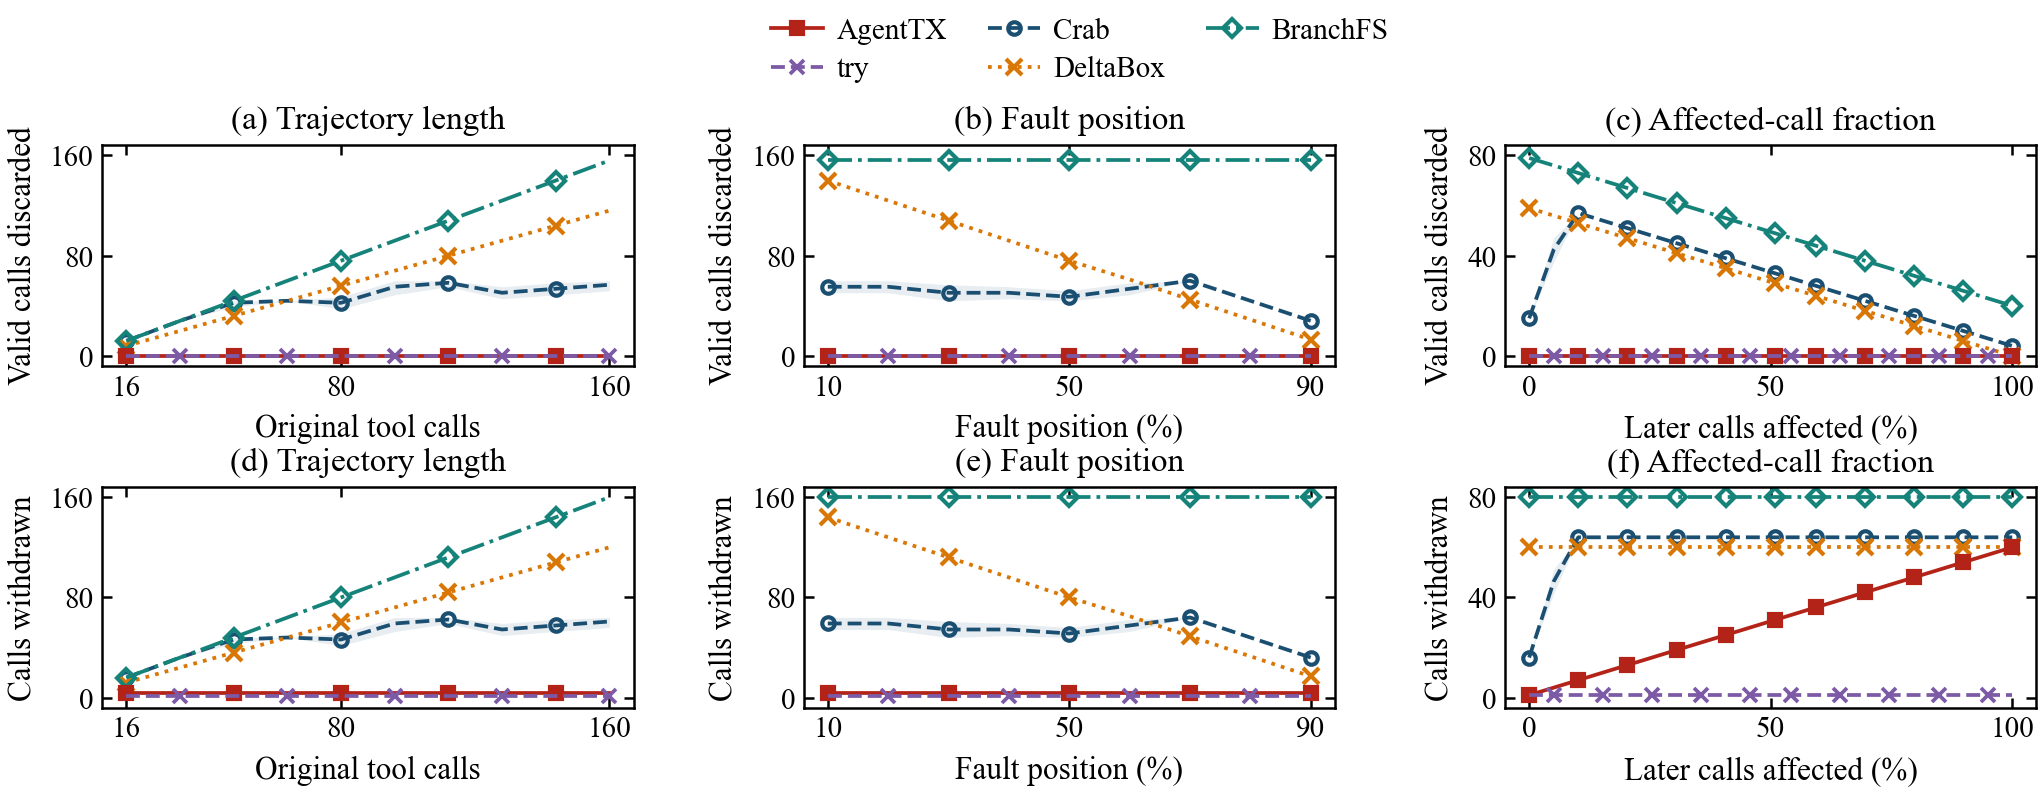 AgentTX
Crab
BranchFS
try
DeltaBox
(a) Trajectory length
(b) Fault position
(c) Affected-call fraction
Valid calls discarded
160
80
0
16
80
160
Original tool calls
Valid calls discarded
160
80
0
10
50
90
Fault position (%)
Valid calls discarded
80
40
0
0
50
100
Later calls affected (%)
(d) Trajectory length
(e) Fault position
(f) Affected-call fraction
Calls withdrawn
160
80
0
16
80
160
Original tool calls
Calls withdrawn
160
80
0
10
50
90
Fault position (%)
Calls withdrawn
80
40
0
0
50
100
Later calls affected (%)